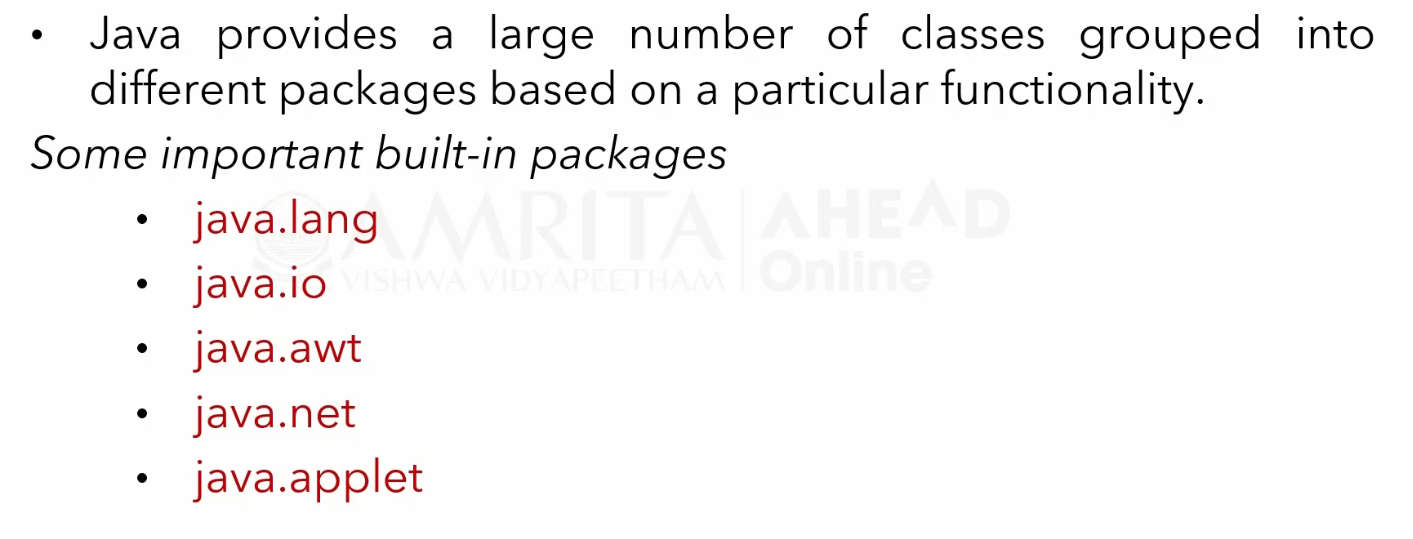 • Java provides a large number of classes grouped into
different packages based on a particular functionality.
Some important built-in packages
• java.lang
AMRITA AHEAD
• java.io
VISHWA VIDYAPEETHAM Online
• java.awt
• java.net
• java.applet